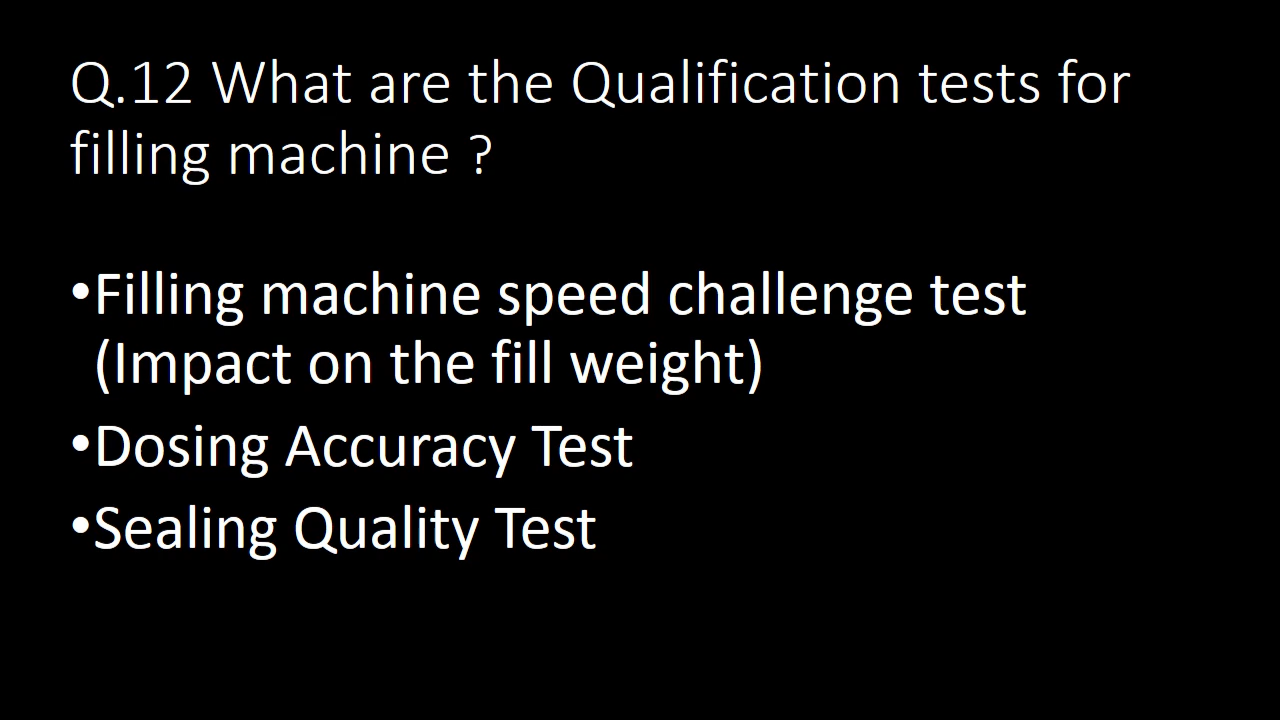 Q.12 What are the Qualification tests for
filling machine ?
•Filling machine speed challenge test
(Impact on the fill weight)
•Dosing Accuracy Test
•Sealing Quality Test